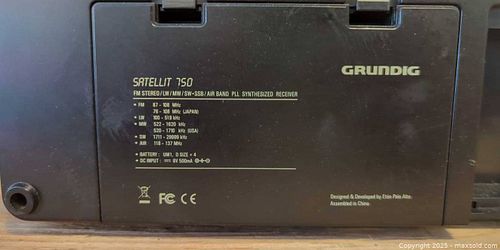 SATELLIT 750
GRUNDIG
FM STEREO/LW/MW/SW-SSB/AIR BAND PLL SYNTHESIZED RECEIVER
• FM 87 - 108 MHz
76 - 108 MHz (JAPAN)
• LW 100 - 519 kHz
• MW 522 - 1620 kHz
520 - 1710 kHz (USA)
• SW 1711 - 29999 kHz
• AIR 118 - 137 MHz
• BATTERY : UM1, D SIZE × 4
• DC INPUT : 6V 500mA
FC CE
Designed & Developed by Etón Palo Alto.
Assembled in China.
Copyright 2025 - maxsold.com